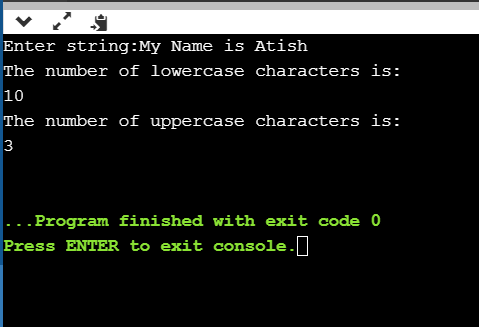 Enter string:My Name is Atish
The number of lowercase characters is:
10
The number of uppercase characters is:
3
...Program finished with exit code 0
Press ENTER to exit console.